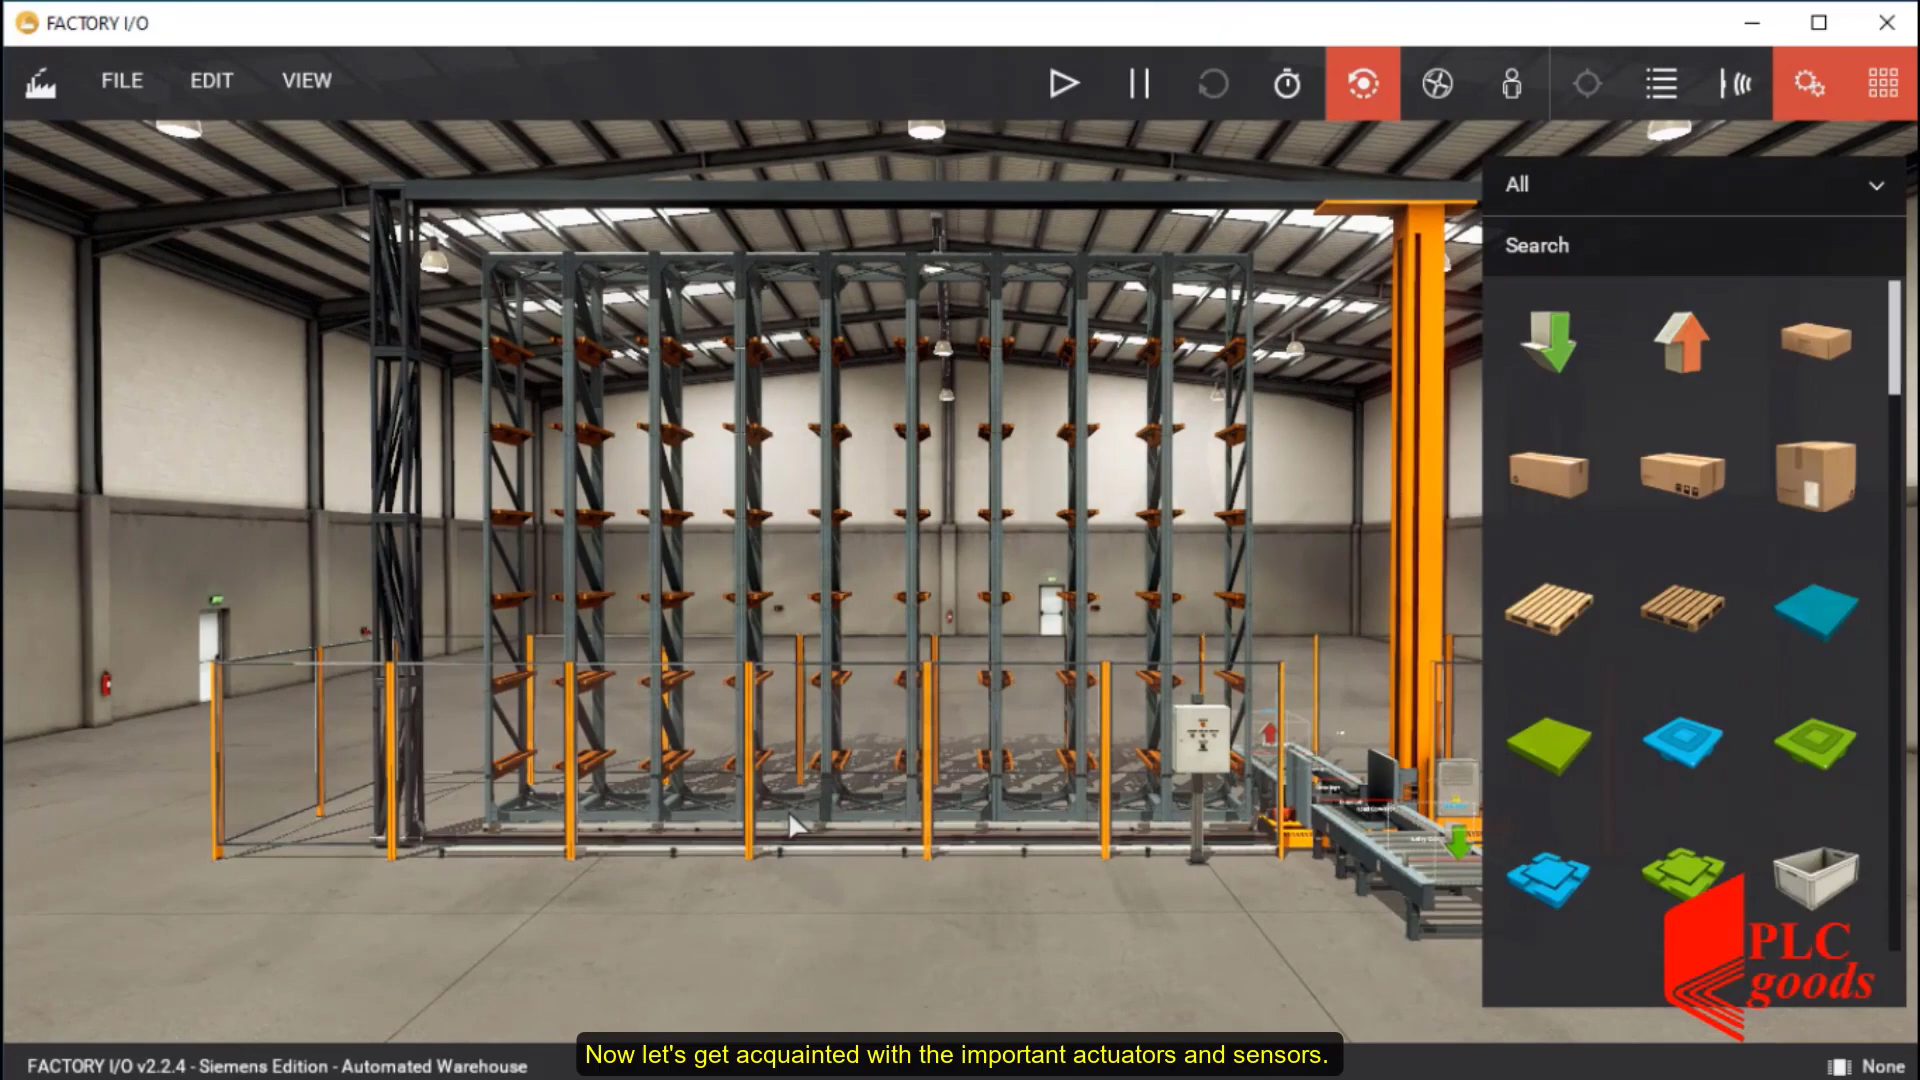 FACTORY I/O
FILE EDIT VIEW
All
Search
PLC
goods
Now let's get acquainted with the important actuators and sensors.
FACTORY I/O v2.2.4 - Siemens Edition - Automated Warehouse
None